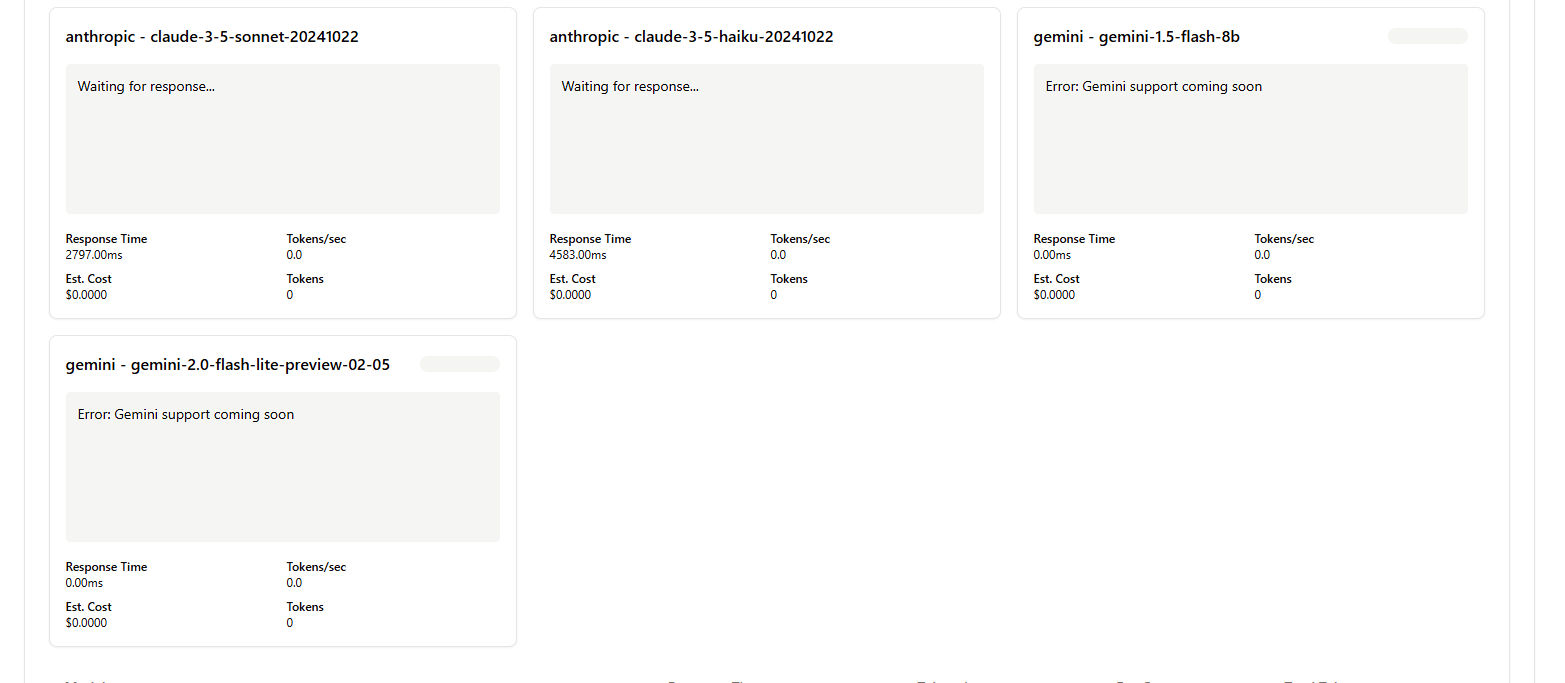 anthropic - claude-3-5-sonnet-20241022
Waiting for response...
Response Time
Tokens/sec
2797.00ms
0.0
Est. Cost
Tokens
$0.0000
0
anthropic - claude-3-5-haiku-20241022
Waiting for response...
Response Time
Tokens/sec
4583.00ms
0.0
Est. Cost
Tokens
$0.0000
0
gemini - gemini-1.5-flash-8b
Error: Gemini support coming soon
Response Time
Tokens/sec
0.00ms
0.0
Est. Cost
Tokens
$0.0000
0
gemini - gemini-2.0-flash-lite-preview-02-05
Error: Gemini support coming soon
Response Time
Tokens/sec
0.00ms
0.0
Est. Cost
Tokens
$0.0000
0